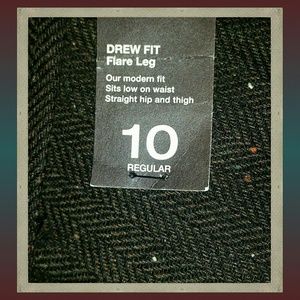 DREW FIT
Flare Leg
Our modern fit
Sits low on waist
Straight hip and thigh
10
REGULAR